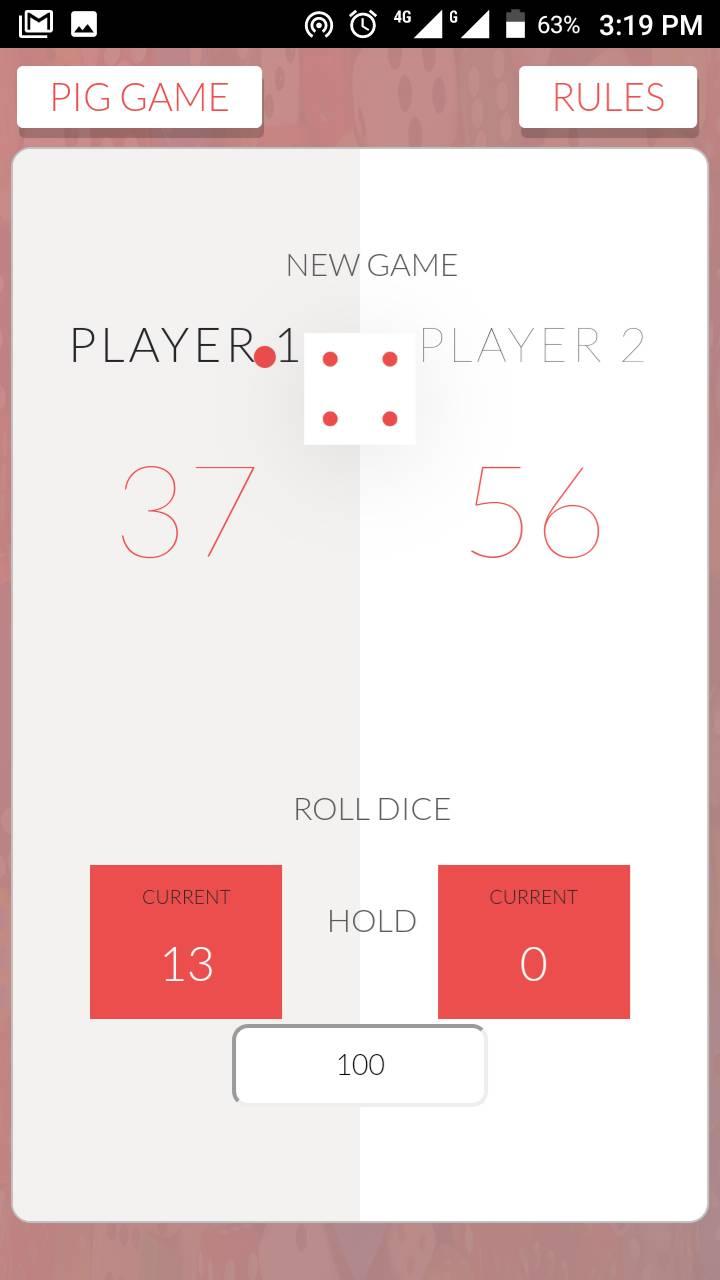 4G G 63% 3:19 PM
PIG GAME RULES
NEW GAME
PLAYER 1 PLAYER 2
37 56
ROLL DICE
CURRENT CURRENT
HOLD
13 0
100